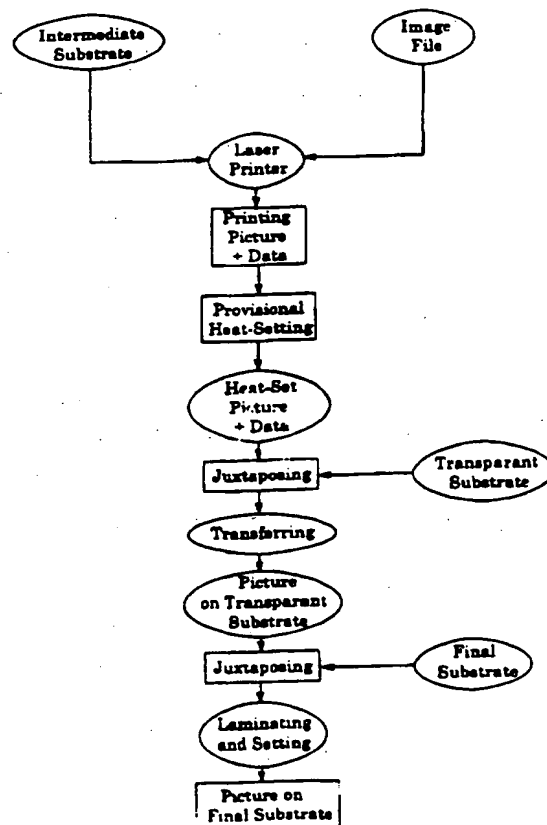 Intermediate
Substrate
Image
File
Laser
Printer
Printing
Picture
+ Data
Provisional
Heat-Setting
Heat-Set
Picture
+ Data
Juxtaposing
Transparant
Substrate
Transferring
Picture
on Transparant
Substrate
Juxtaposing
Final
Substrate
Laminating
and Setting
Picture on
Final Substrate